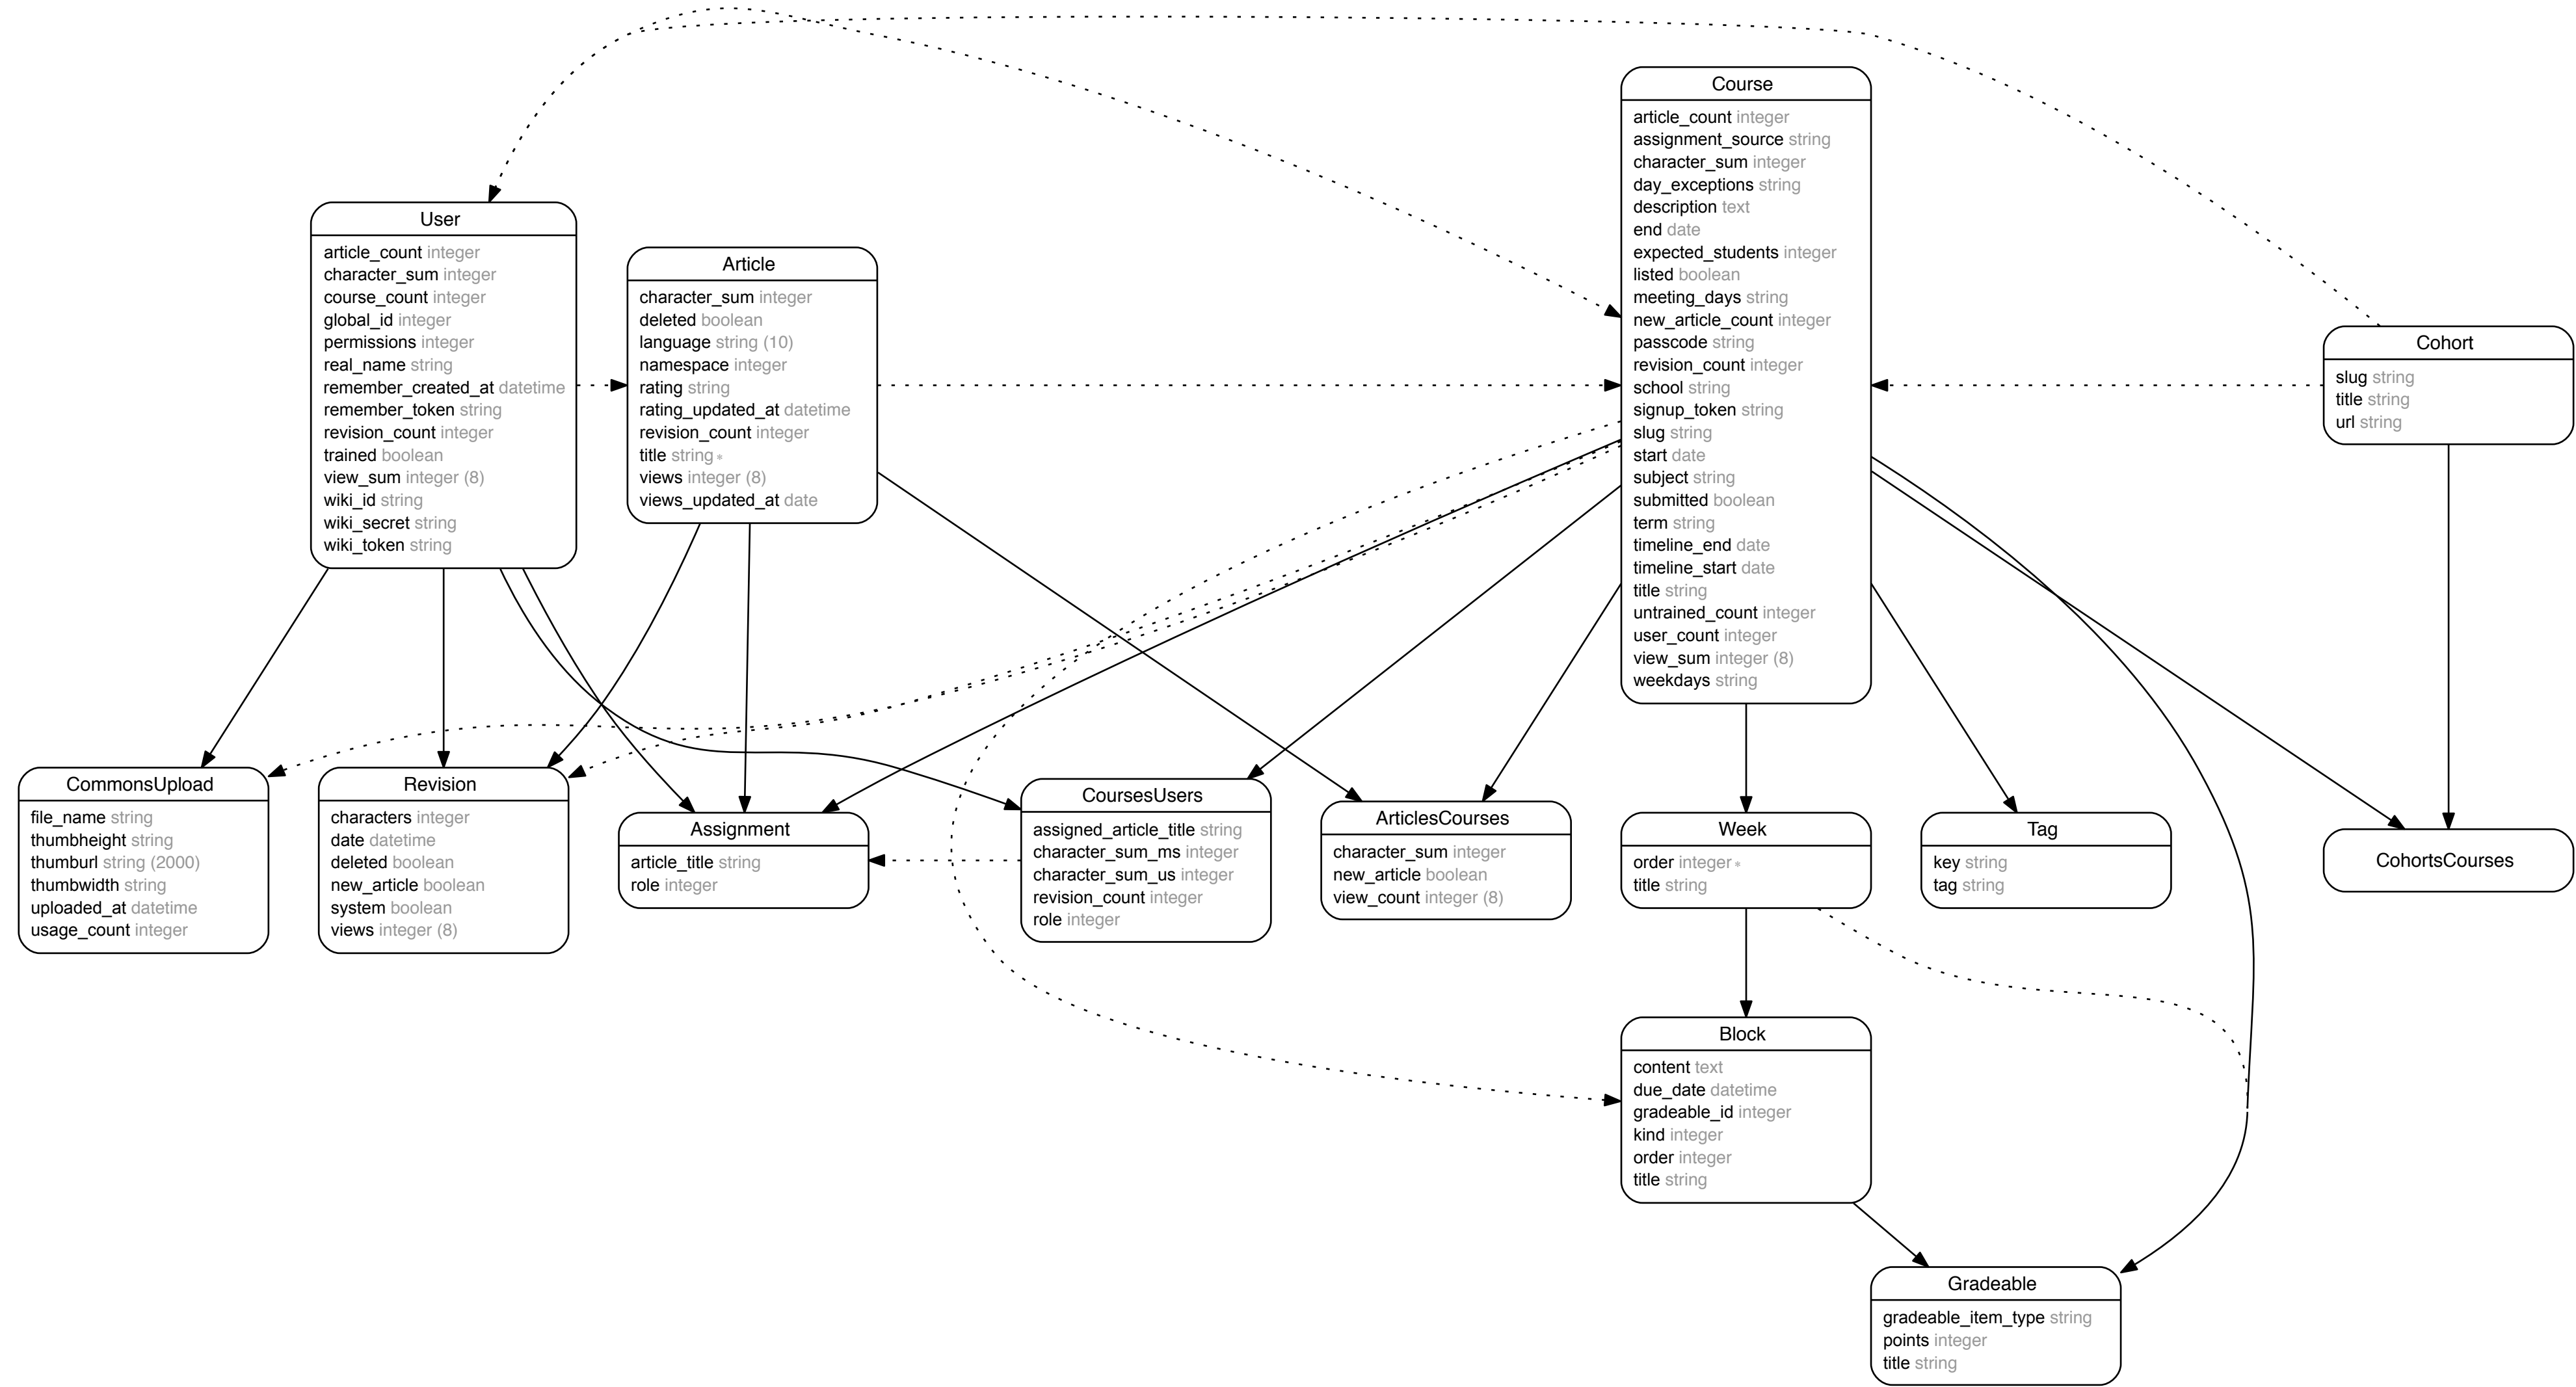 Course
article_count integer
assignment_source string
character_sum integer
day_exceptions string
description text
end date
expected_students integer
listed boolean
meeting_days string
new_article_count integer
passcode string
revision_count integer
school string
signup_token string
slug string
start date
subject string
submitted boolean
term string
timeline_end date
timeline_start date
title string
untrained_count integer
user_count integer
view_sum integer (8)
weekdays string
User
article_count integer
character_sum integer
course_count integer
global_id integer
permissions integer
real_name string
remember_created_at datetime
remember_token string
revision_count integer
trained boolean
view_sum integer (8)
wiki_id string
wiki_secret string
wiki_token string
Article
character_sum integer
deleted boolean
language string (10)
namespace integer
rating string
rating_updated_at datetime
revision_count integer
title string *
views integer (8)
views_updated_at date
Cohort
slug string
title string
url string
CommonsUpload
file_name string
thumbheight string
thumburl string (2000)
thumbwidth string
uploaded_at datetime
usage_count integer
Revision
characters integer
date datetime
deleted boolean
new_article boolean
system boolean
views integer (8)
Assignment
article_title string
role integer
CoursesUsers
assigned_article_title string
character_sum_ms integer
character_sum_us integer
revision_count integer
role integer
ArticlesCourses
character_sum integer
new_article boolean
view_count integer (8)
Week
order integer *
title string
Tag
key string
tag string
CohortsCourses
Block
content text
due_date datetime
gradeable_id integer
kind integer
order integer
title string
Gradeable
gradeable_item_type string
points integer
title string